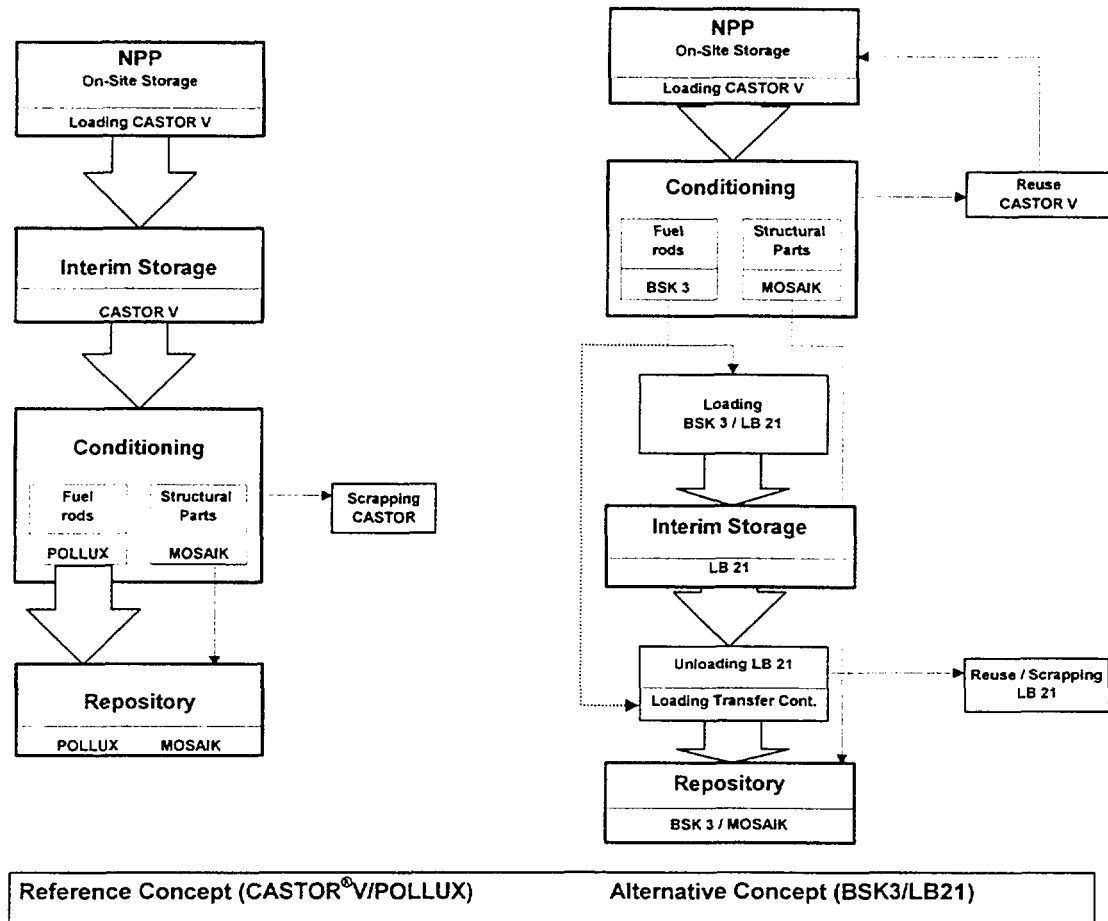 NPP
On-Site Storage
Loading CASTOR V
Interim Storage
CASTOR V
Conditioning
Fuel
rods
POLLUX
Structural
Parts
MOSAIK
Scrapping
CASTOR
Repository
POLLUX MOSAIK
NPP
On-Site Storage
Loading CASTOR V
Conditioning
Fuel
rods
BSK 3
Structural
Parts
MOSAIK
Reuse
CASTOR V
Loading
BSK 3 / LB 21
Interim Storage
LB 21
Unloading LB 21
Loading Transfer Cont.
Reuse / Scrapping
LB 21
Repository
BSK 3 / MOSAIK
Reference Concept (CASTOR®V/POLLUX) Alternative Concept (BSK3/LB21)